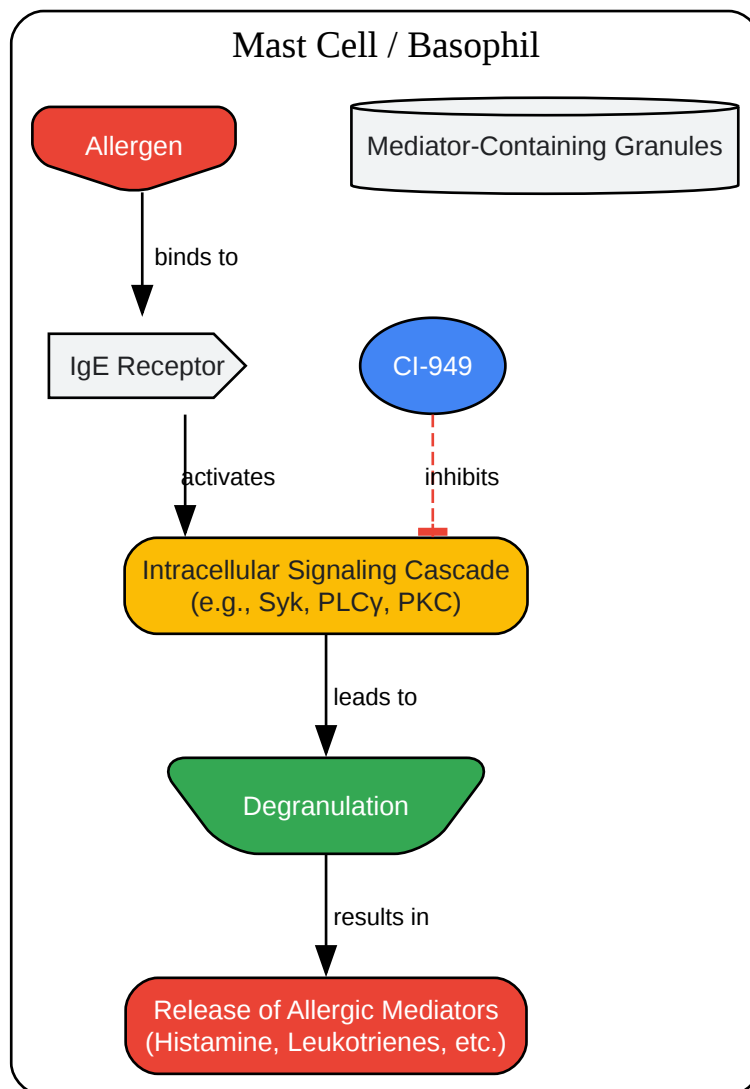 Mast Cell / Basophil
Allergen
Mediator-Containing Granules
binds to
IgE Receptor
CI-949
activates
inhibits
Intracellular Signaling Cascade
(e.g., Syk, PLCγ, PKC)
leads to
Degranulation
results in
Release of Allergic Mediators
(Histamine, Leukotrienes, etc.)